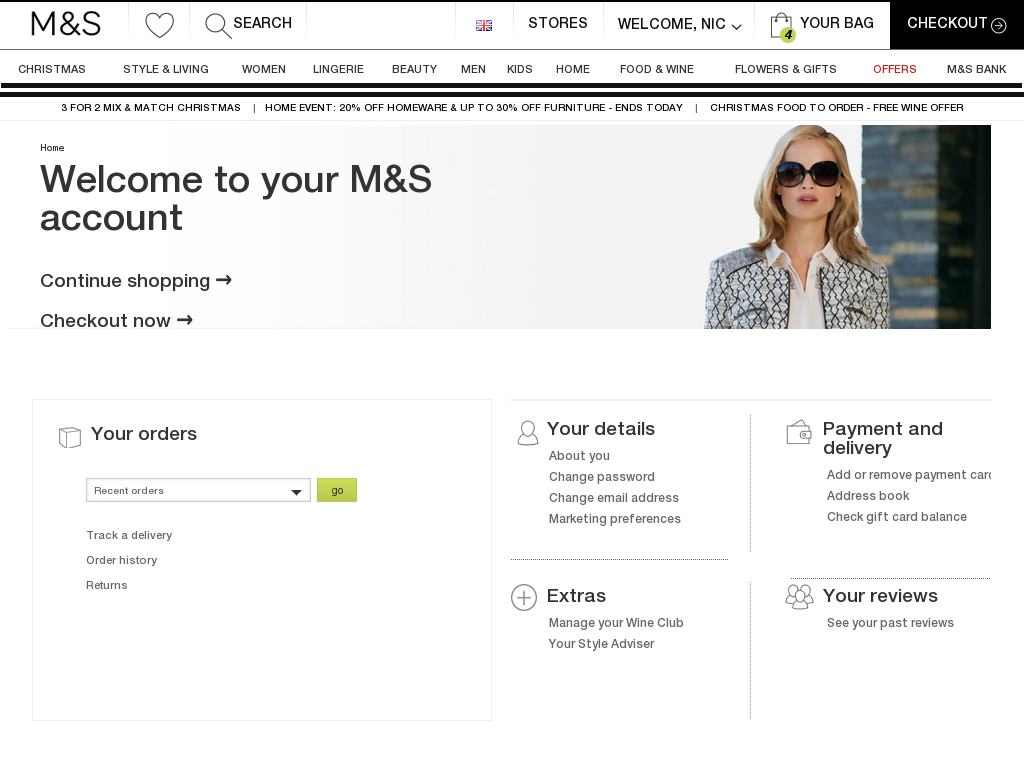 M&S
SEARCH
STORES
WELCOME, NIC
4
YOUR BAG
CHECKOUT
CHRISTMAS STYLE & LIVING WOMEN LINGERIE BEAUTY MEN KIDS HOME FOOD & WINE FLOWERS & GIFTS OFFERS M&S BANK
3 FOR 2 MIX & MATCH CHRISTMAS | HOME EVENT: 20% OFF HOMEWARE & UP TO 30% OFF FURNITURE - ENDS TODAY | CHRISTMAS FOOD TO ORDER - FREE WINE OFFER
Home
Welcome to your M&S
account
Continue shopping →
Checkout now →
Your orders
Recent orders
go
Track a delivery
Order history
Returns
Your details
About you
Change password
Change email address
Marketing preferences
Payment and
delivery
Add or remove payment card
Address book
Check gift card balance
Extras
Manage your Wine Club
Your Style Adviser
Your reviews
See your past reviews